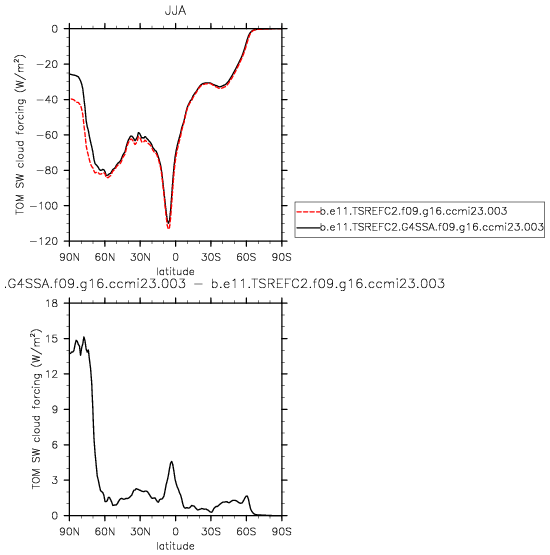 JJA
TOM SW cloud forcing (W/m²)
0
−20
−40
−60
−80
−100
−120
90N 60N 30N 0 30S 60S 90S
latitude
b.e11.TSREFC2.f09.g16.ccmi23.003
b.e11.TSREFC2.G4SSA.f09.g16.ccmi23.003
.G4SSA.f09.g16.ccmi23.003 − b.e11.TSREFC2.f09.g16.ccmi23.003
TOM SW cloud forcing (W/m²)
18
15
12
9
6
3
0
90N 60N 30N 0 30S 60S 90S
latitude